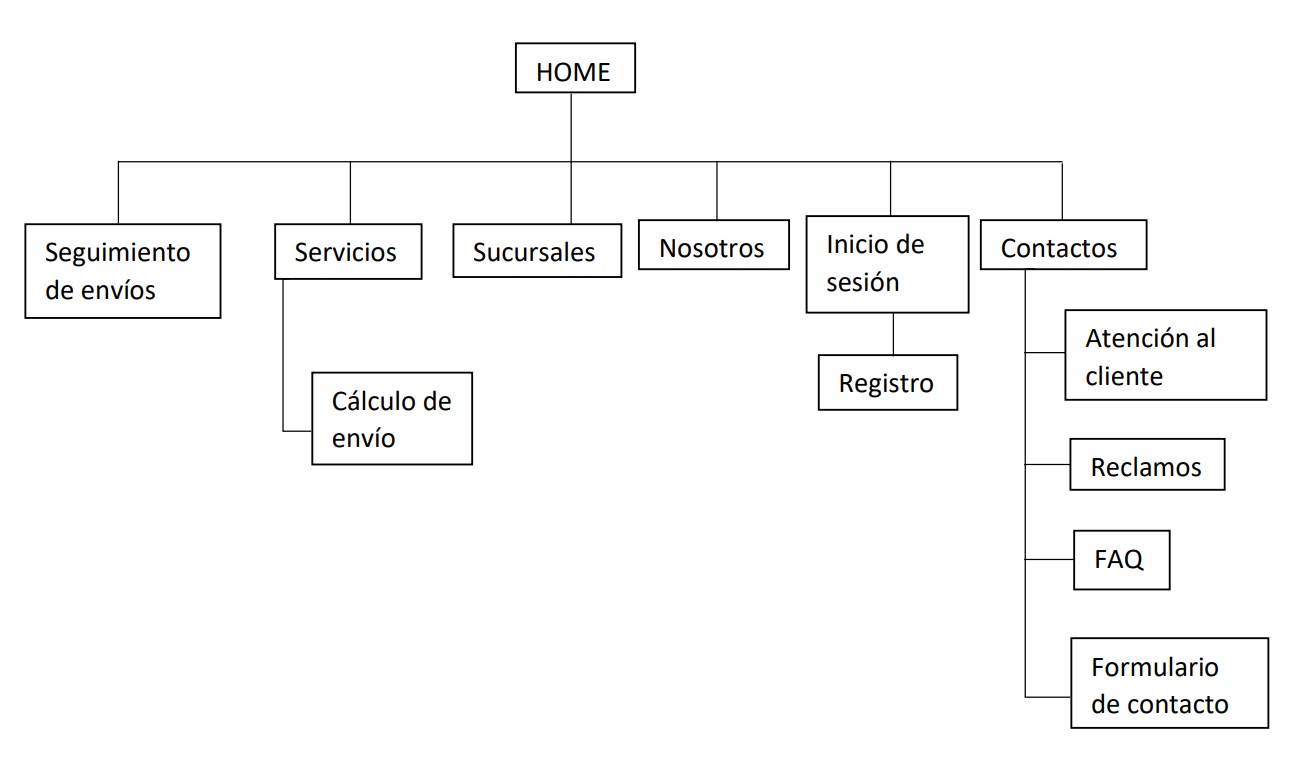 HOME
Seguimiento
de envíos
Servicios
Sucursales
Nosotros
Inicio de
sesión
Contactos
Cálculo de
envío
Registro
Atención al
cliente
Reclamos
FAQ
Formulario
de contacto